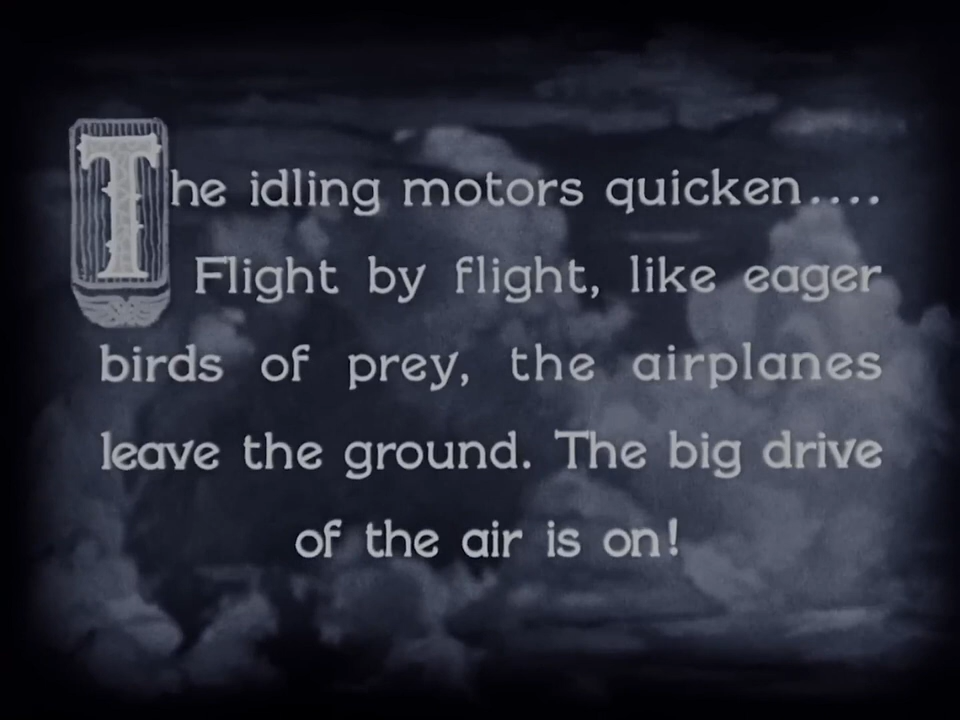 The idling motors quicken....
Flight by flight, like eager
birds of prey, the airplanes
leave the ground. The big drive
of the air is on!